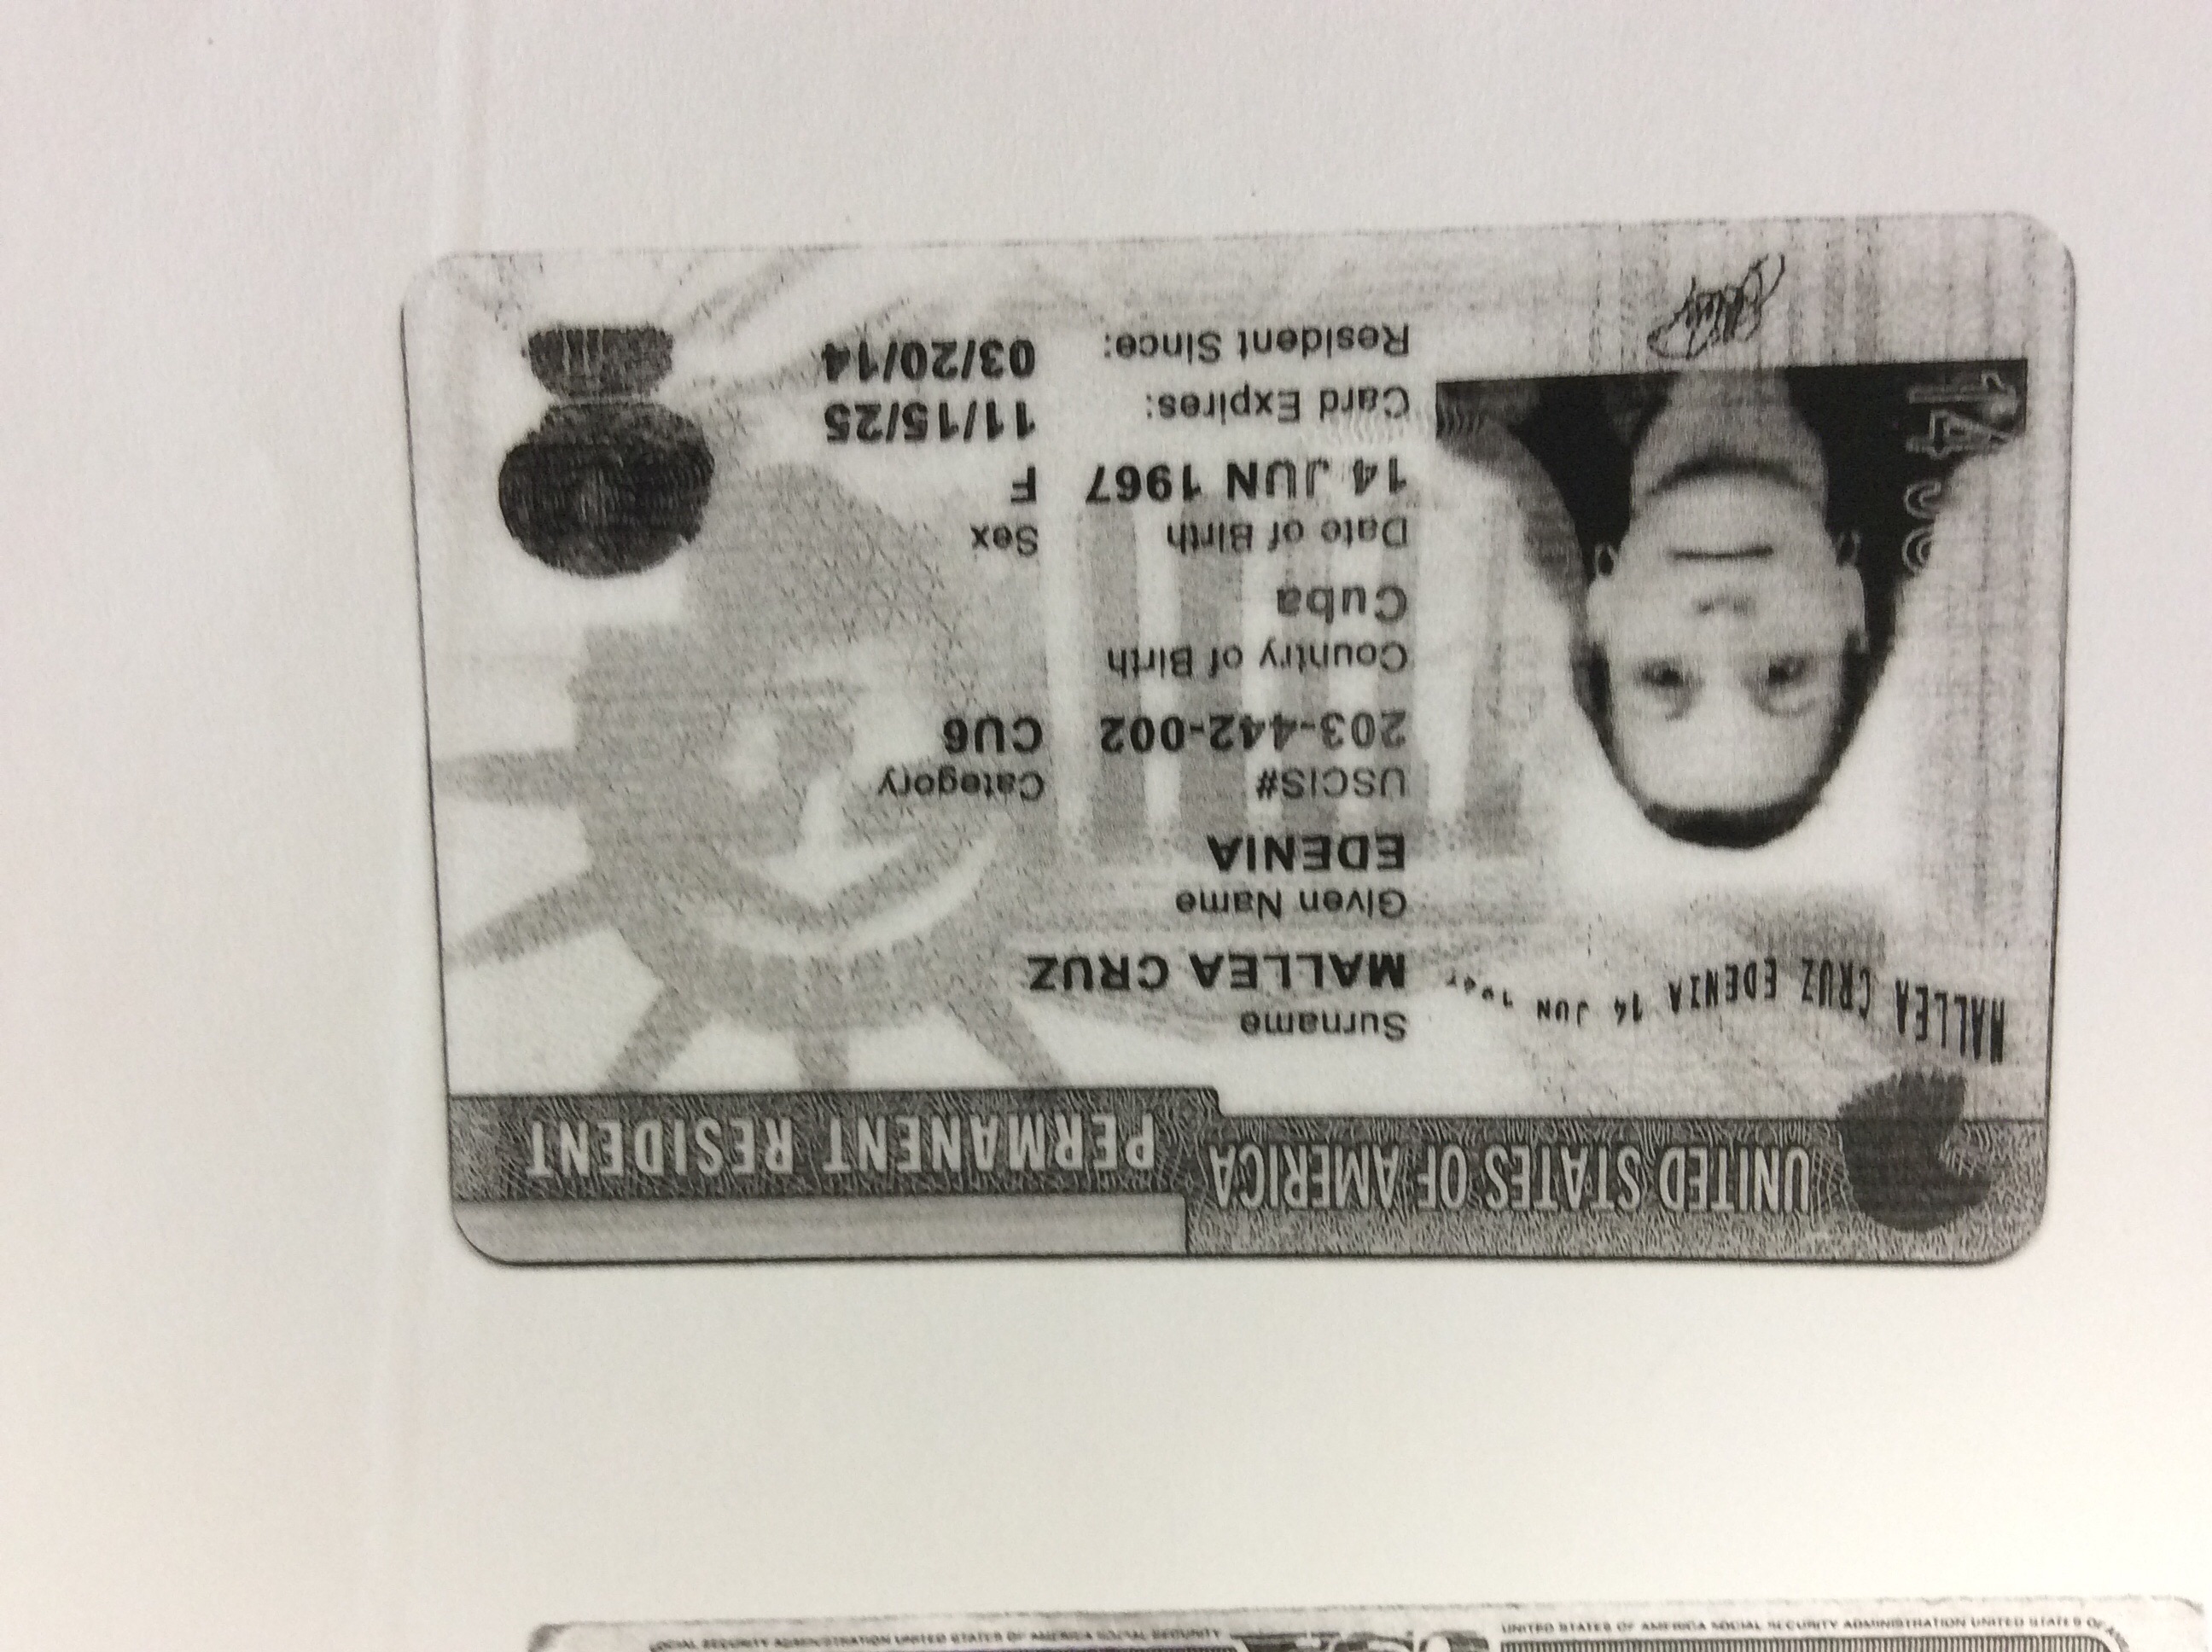 UNITED STATES OF AMERICA
PERMANENT RESIDENT
MALLEA CRUZ EDENIA 14 JUN
Surname
MALLEA CRUZ
Given Name
EDENIA
USCIS# Category
203-442-002 CU6
Country of Birth
Cuba
Date of Birth Sex
14 JUN 1967 F
Card Expires: 11/15/25
Resident Since: 03/20/14
14